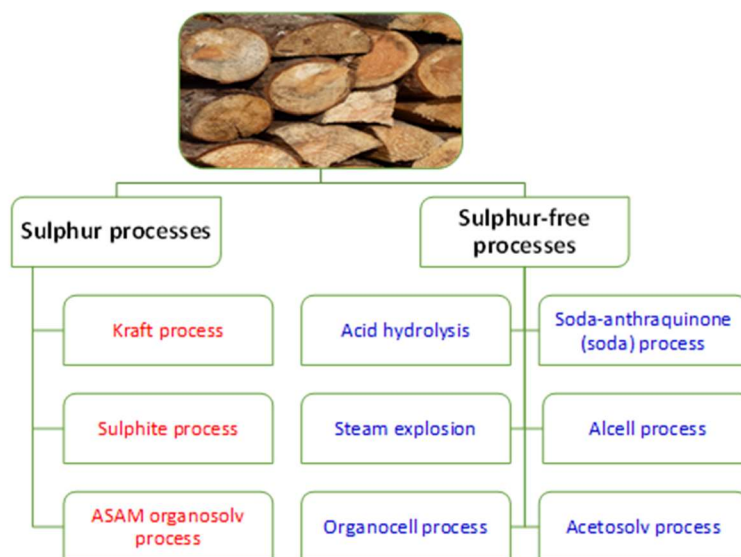 Sulphur processes
Sulphur-free
processes
Kraft process
Acid hydrolysis
Soda-anthraquinone
(soda) process
Sulphite process
Steam explosion
Alcell process
ASAM organosolv
process
Organocell process
Acetosolv process